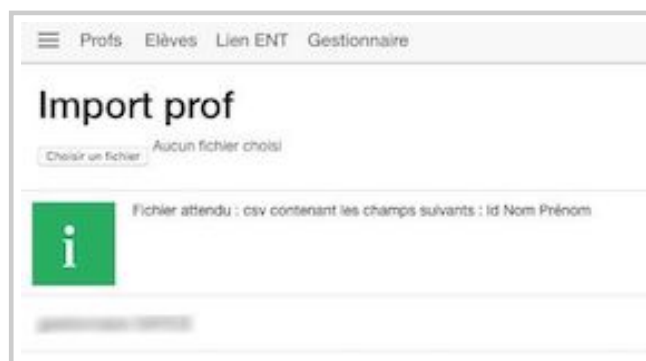 Profs Elèves Lien ENT Gestionnaire
Import prof
Choisir un fichier Aucun fichier choisi
i
Fichier attendu : csv contenant les champs suivants : Id Nom Prénom